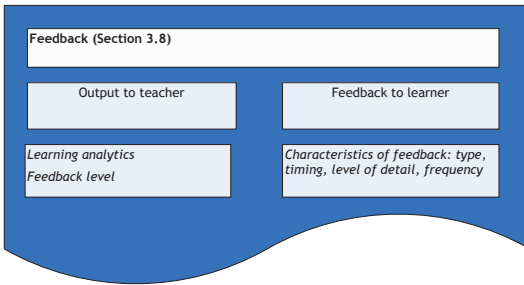 Feedback (Section 3.8)
Output to teacher
Feedback to learner
Learning analytics
Feedback level
Characteristics of feedback: type,
timing, level of detail, frequency